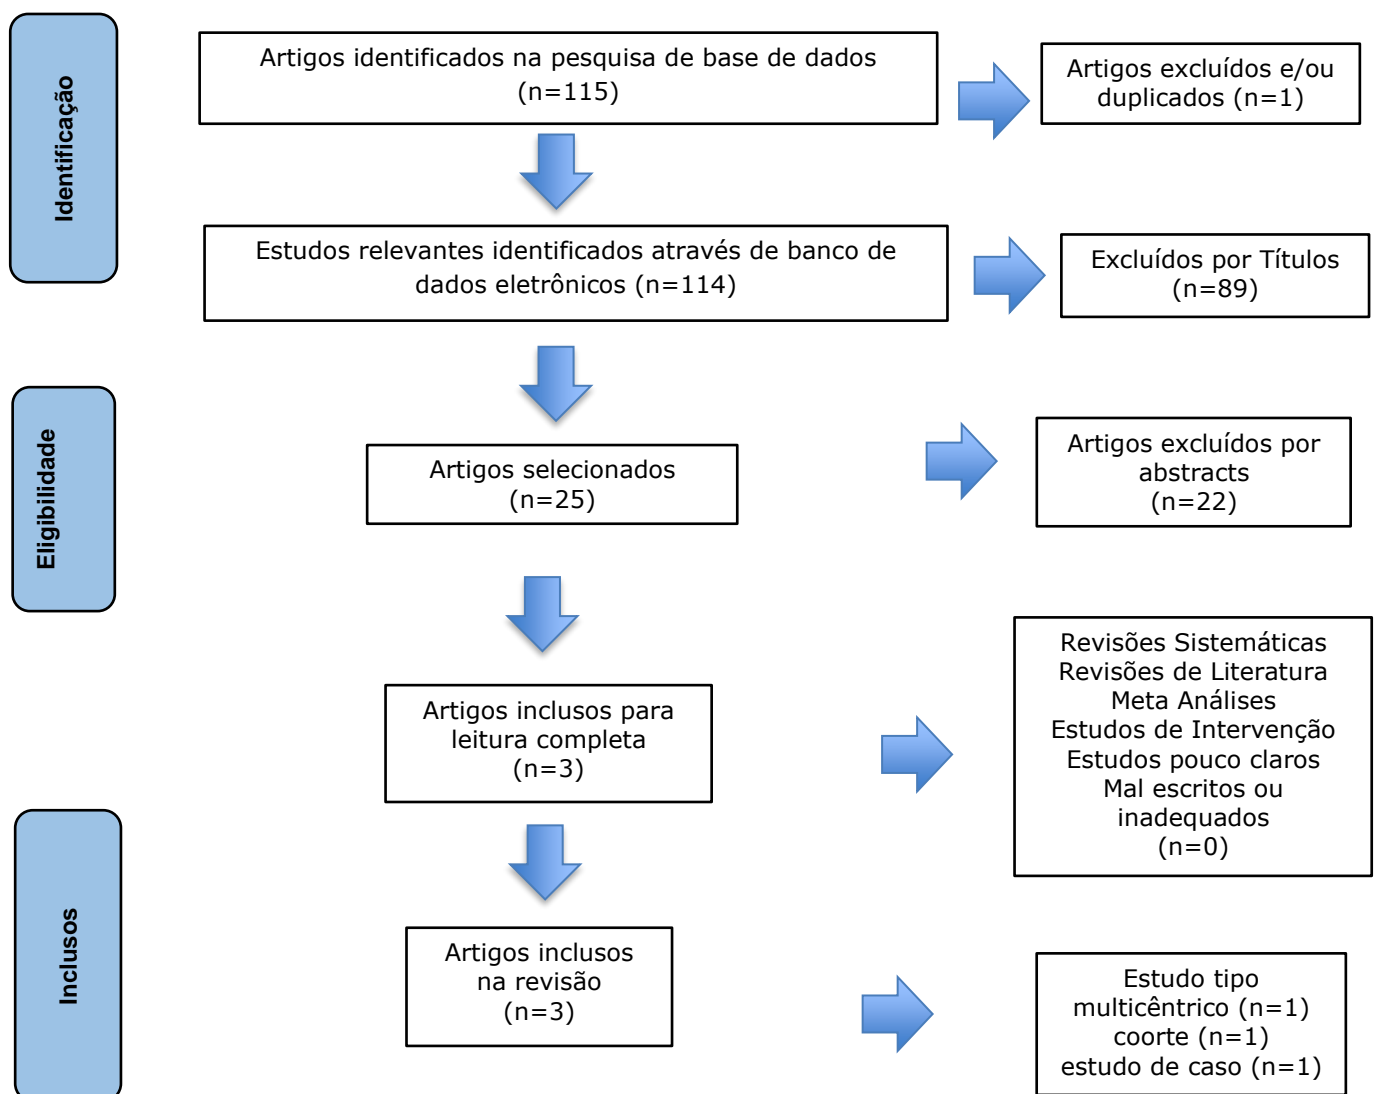 Identificação
Artigos identificados na pesquisa de base de dados
(n=115)
Artigos excluídos e/ou
duplicados (n=1)
Estudos relevantes identificados através de banco de
dados eletrônicos (n=114)
Excluídos por Títulos
(n=89)
Eligibilidade
Artigos selecionados
(n=25)
Artigos excluídos por
abstracts
(n=22)
Artigos inclusos para
leitura completa
(n=3)
Revisões Sistemáticas
Revisões de Literatura
Meta Análises
Estudos de Intervenção
Estudos pouco claros
Mal escritos ou
inadequados
(n=0)
Inclusos
Artigos inclusos
na revisão
(n=3)
Estudo tipo
multicêntrico (n=1)
coorte (n=1)
estudo de caso (n=1)